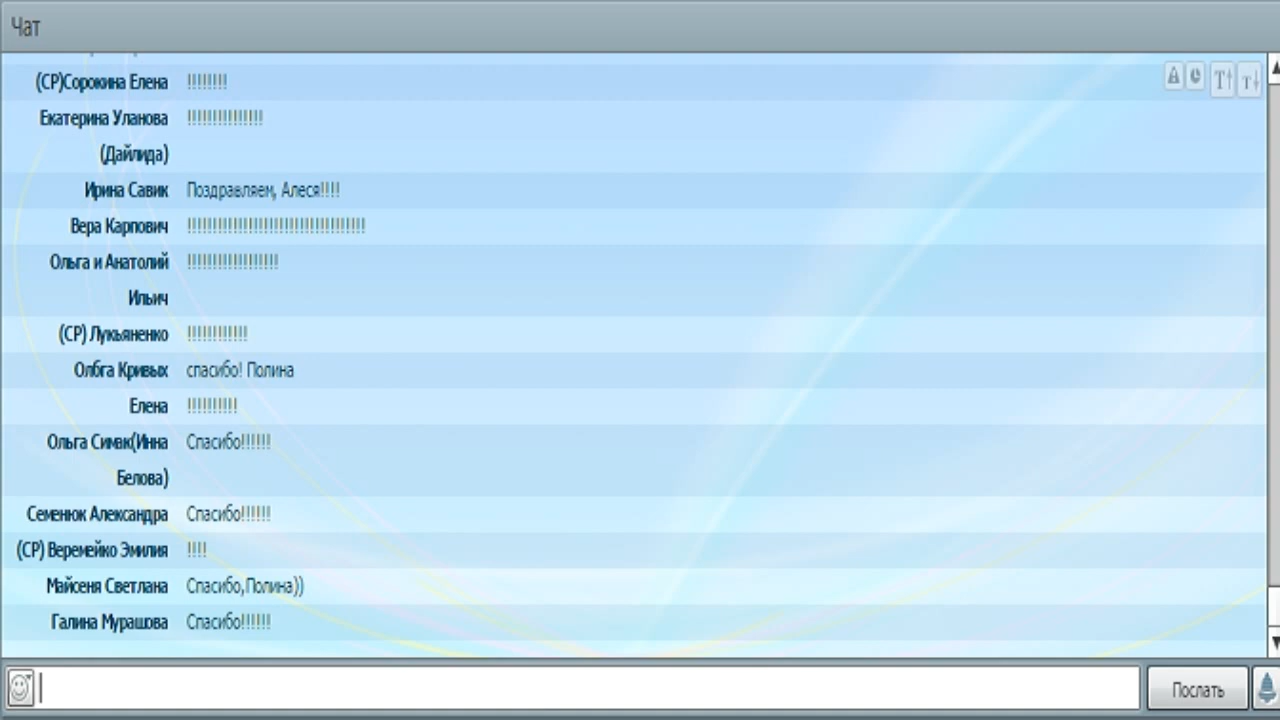 Чат
(СР)Сорокина Елена !!!!!!!!
Екатерина Уланова !!!!!!!!!!!!!!!
(Дайлида)
Ирина Савик Поздравляем, Алеся!!!!
Вера Карпович !!!!!!!!!!!!!!!!!!!!!!!!!!!!!!!!!!!
Ольга и Анатолий !!!!!!!!!!!!!!!!!!
Ильич
(СР) Лукьяненко !!!!!!!!!!!!
Олбга Кривых спасибо! Полина
Елена !!!!!!!!!!
Ольга Симак(Инна Спасибо!!!!!!
Белова)
Семенюк Александра Спасибо!!!!!!
(СР) Веремейко Эмилия !!!!
Майсеня Светлана Спасибо,Полина))
Галина Мурашова Спасибо!!!!!!
Послать